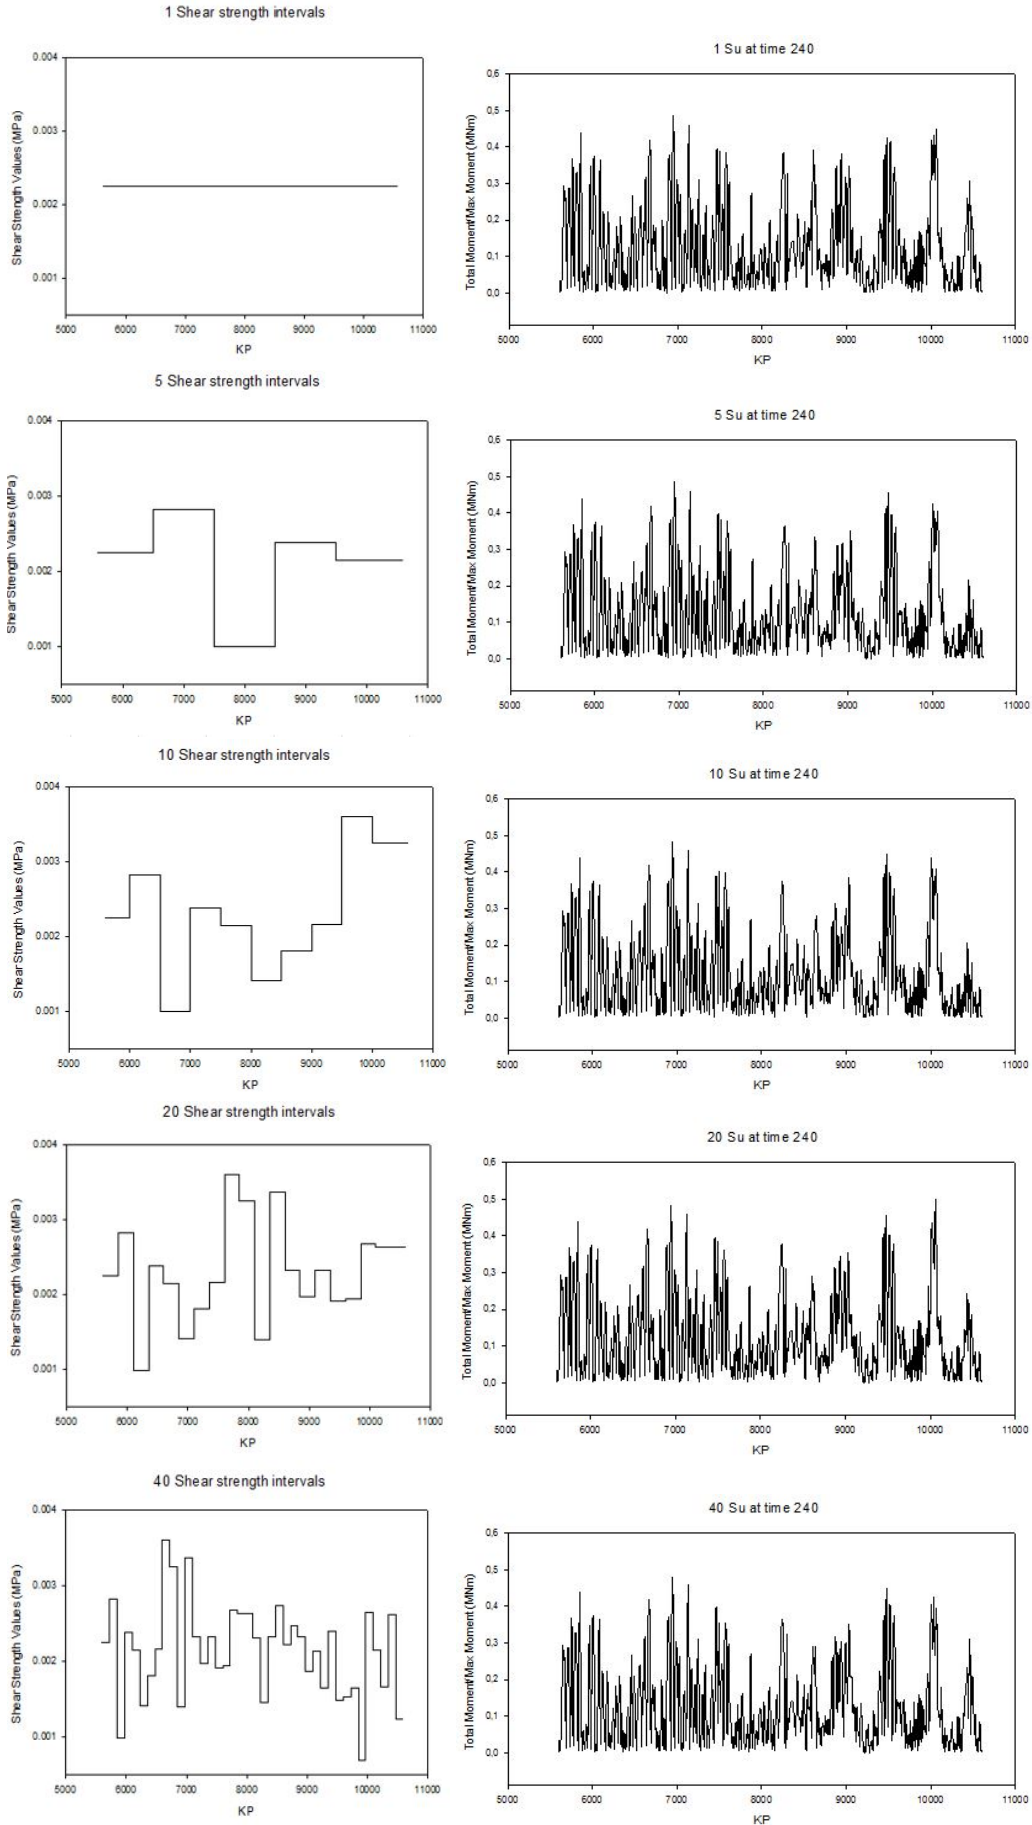 1 Shear strength intervals
0.004
0.003
0.002
0.001
Shear Strength Values (MPa)
5000 6000 7000 8000 9000 10000 11000
KP
1 Su at time 240
0,6
0,5
0,4
0,3
0,2
0,1
0,0
Total Moment/Max Moment (MNm)
5000 6000 7000 8000 9000 10000 11000
KP
5 Shear strength intervals
0.004
0.003
0.002
0.001
Shear Strength Values (MPa)
5000 6000 7000 8000 9000 10000 11000
KP
5 Su at time 240
0,6
0,5
0,4
0,3
0,2
0,1
0,0
Total Moment/Max Moment (MNm)
5000 6000 7000 8000 9000 10000 11000
KP
10 Shear strength intervals
0.004
0.003
0.002
0.001
Shear Strength Values (MPa)
5000 6000 7000 8000 9000 10000 11000
KP
10 Su at time 240
0,6
0,5
0,4
0,3
0,2
0,1
0,0
Total Moment/Max Moment (MNm)
5000 6000 7000 8000 9000 10000 11000
KP
20 Shear strength intervals
0.004
0.003
0.002
0.001
Shear Strength Values (MPa)
5000 6000 7000 8000 9000 10000 11000
KP
20 Su at time 240
0,6
0,5
0,4
0,3
0,2
0,1
0,0
Total Moment/Max Moment (MNm)
5000 6000 7000 8000 9000 10000 11000
KP
40 Shear strength intervals
0.004
0.003
0.002
0.001
Shear Strength Values (MPa)
5000 6000 7000 8000 9000 10000 11000
KP
40 Su at time 240
0,6
0,5
0,4
0,3
0,2
0,1
0,0
Total Moment/Max Moment (MNm)
5000 6000 7000 8000 9000 10000 11000
KP